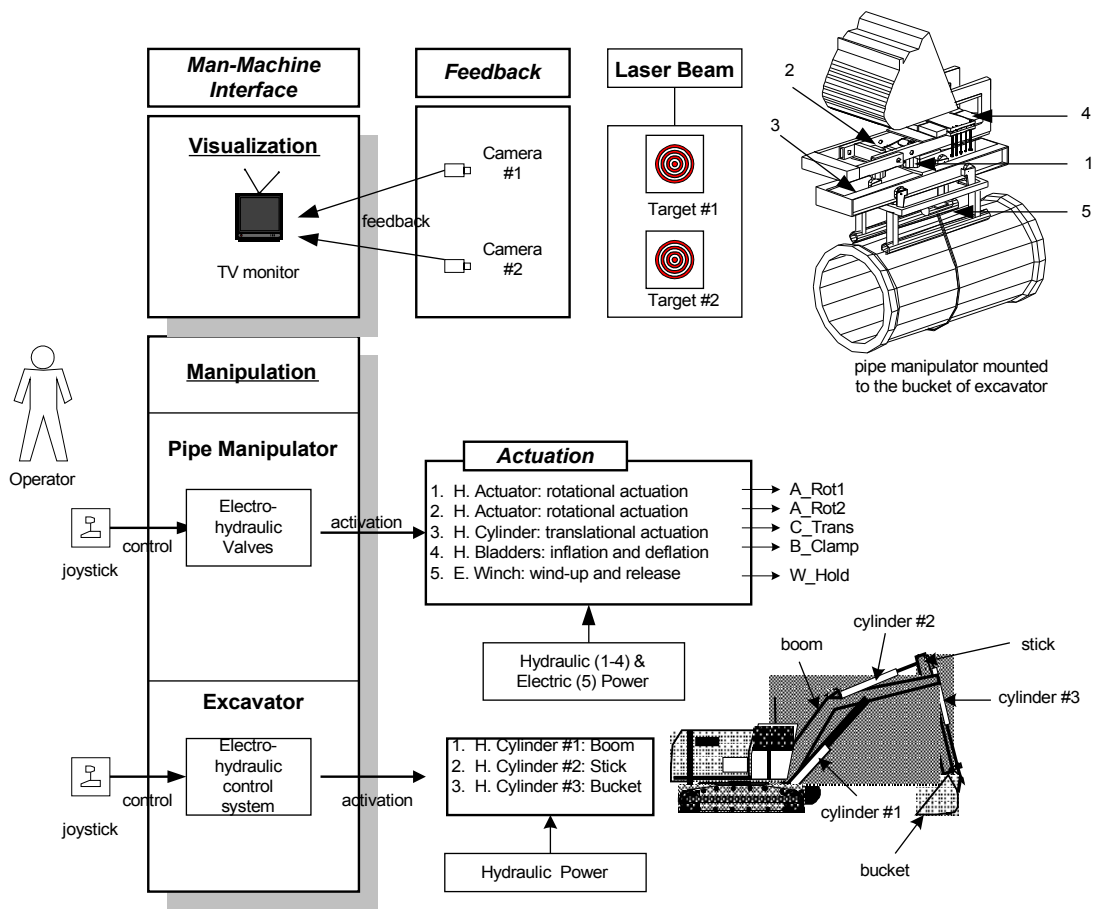 Man-Machine
Interface
Feedback
Laser Beam
Visualization
TV monitor
Camera
#1
feedback
Camera
#2
Target #1
Target #2
2
3
4
1
5
pipe manipulator mounted
to the bucket of excavator
Operator
Manipulation
Pipe Manipulator
joystick
control
Electro-
hydraulic
Valves
activation
Actuation
1. H. Actuator: rotational actuation
2. H. Actuator: rotational actuation
3. H. Cylinder: translational actuation
4. H. Bladders: inflation and deflation
5. E. Winch: wind-up and release
A_Rot1
A_Rot2
C_Trans
B_Clamp
W_Hold
Hydraulic (1-4) &
Electric (5) Power
Excavator
joystick
control
Electro-
hydraulic
control
system
activation
1. H. Cylinder #1: Boom
2. H. Cylinder #2: Stick
3. H. Cylinder #3: Bucket
Hydraulic Power
boom
cylinder #2
stick
cylinder #3
cylinder #1
bucket